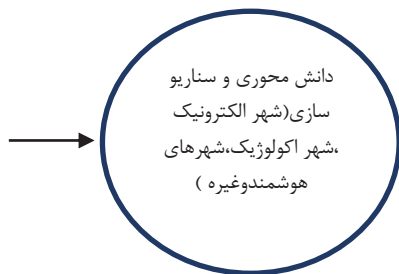 دانش محوری و سناریو
سازی(شهر الکترونیک
،شهر اکولوژیک،شهرهای
هوشمندوغیره )